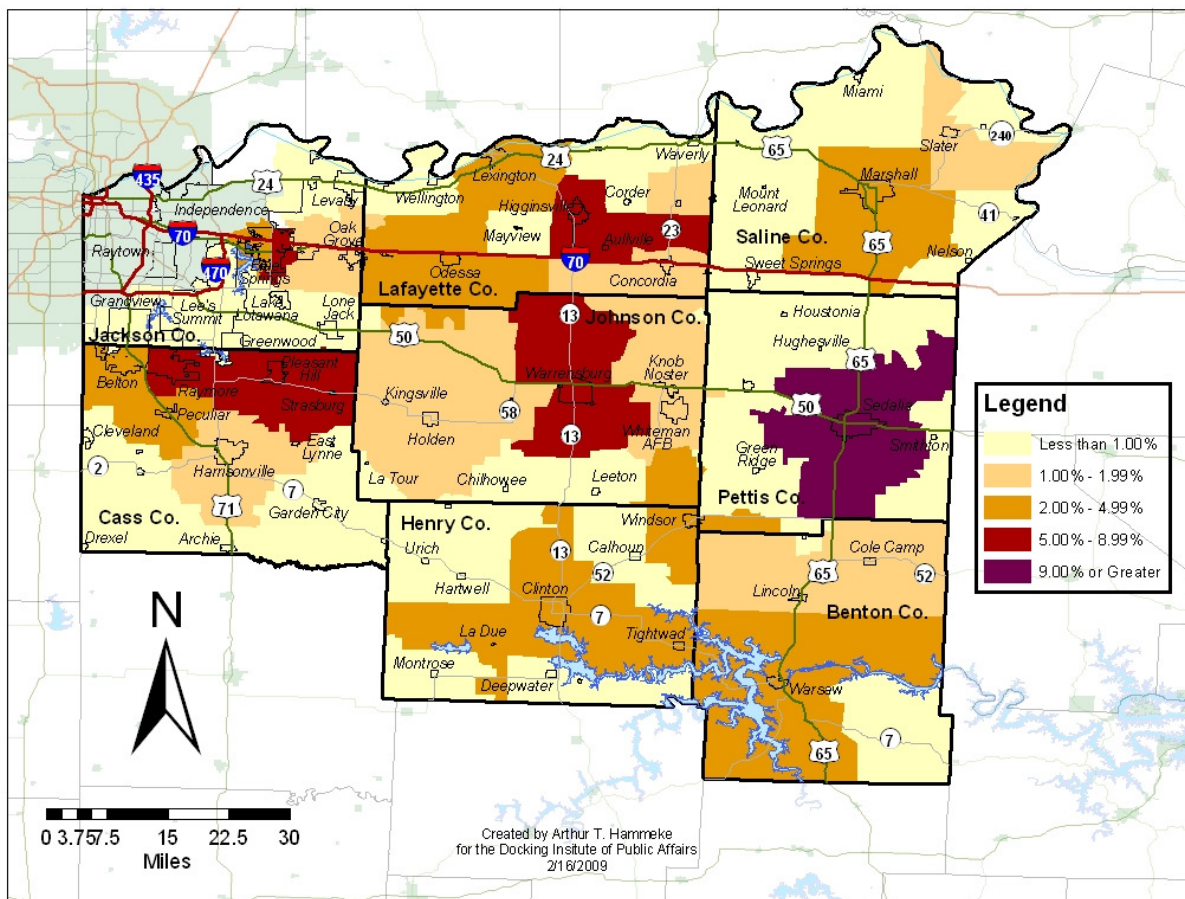 Miami
65
240
Slater
24
Waverly
24
Lexington
Marshall
435
24
Levasy
Wellington
Corder
Mount
Leonard
Independence
Higginsville
41
70
Oak
Grove
Mayview
23
Aullville
65
Raytown
Saline Co.
Nelson
470
Springs
Odessa
70
Sweet Springs
Concordia
Grandview
Lafayette Co.
Lee's
Summit
Lake
Lotawana
Lone
Jack
13
Johnson Co.
Houstonia
Jackson Co.
Greenwood
50
Hughesville
65
Pleasant
Hill
Knob
Noster
Belton
Raymore
Warrensburg
Kingsville
50
Sedalia
Strasburg
58
Peculiar
Holden
13
Whiteman
AFB
Smithton
Cleveland
East
Lynne
Green
Ridge
2
Harrisonville
La Tour
Chilhowee
Leeton
7
Pettis Co.
71
Garden City
Cass Co.
Henry Co.
Windsor
Drexel
Archie
Urich
13
Calhoun
Cole Camp
52
65
52
Hartwell
Clinton
Lincoln
7
Benton Co.
La Due
Tightwad
Montrose
Deepwater
Warsaw
7
65
Legend
Less than 1.00%
1.00% - 1.99%
2.00% - 4.99%
5.00% - 8.99%
9.00% or Greater
N
0 3.75 7.5 15 22.5 30
Miles
Created by Arthur T. Hammeke
for the Docking Insitute of Public Affairs
2/16/2009